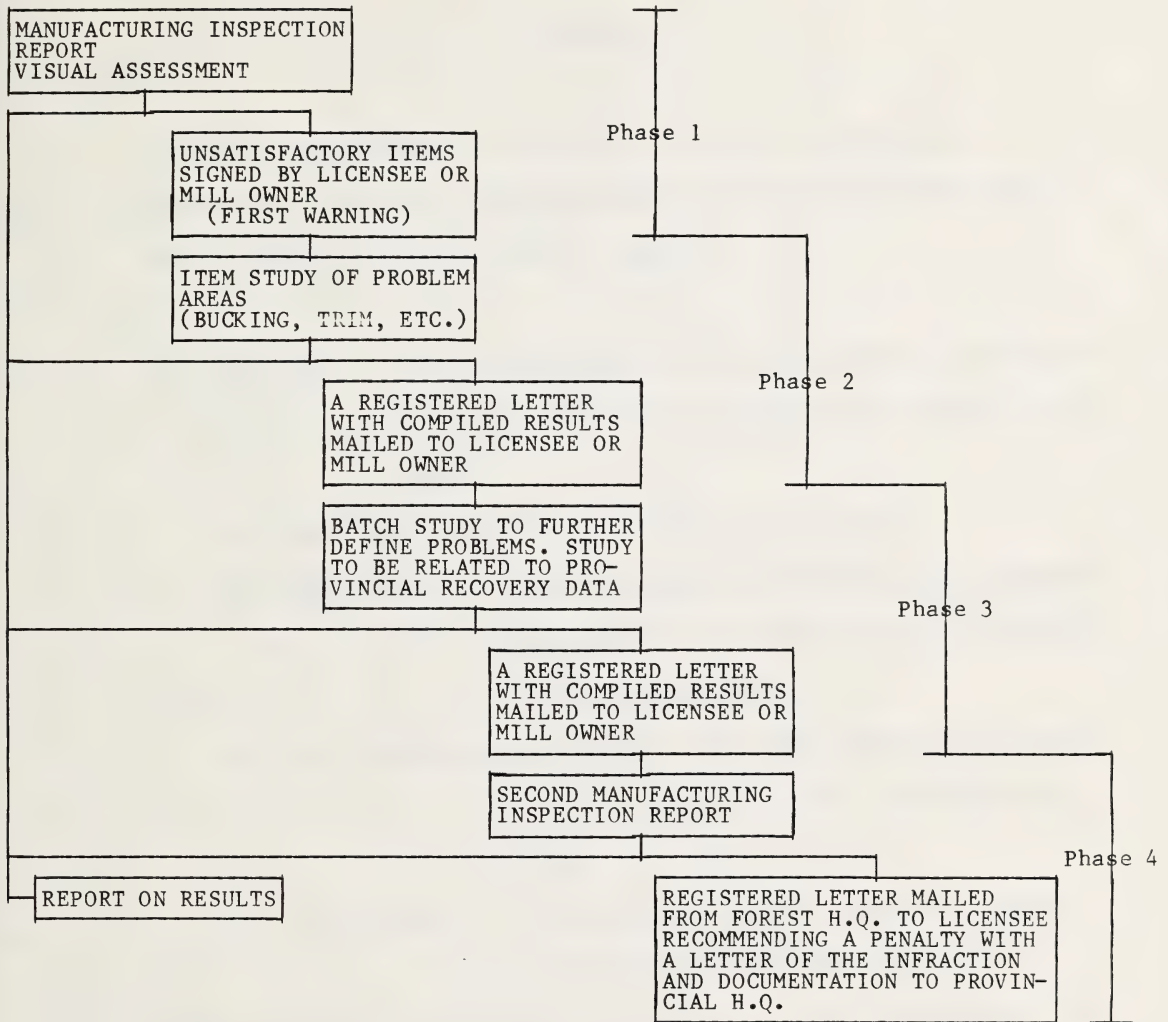 MANUFACTURING INSPECTION
REPORT
VISUAL ASSESSMENT
Phase 1
UNSATISFACTORY ITEMS
SIGNED BY LICENSEE OR
MILL OWNER
(FIRST WARNING)
ITEM STUDY OF PROBLEM
AREAS
(BUCKING, TRIM, ETC.)
Phase 2
A REGISTERED LETTER
WITH COMPILED RESULTS
MAILED TO LICENSEE OR
MILL OWNER
BATCH STUDY TO FURTHER
DEFINE PROBLEMS. STUDY
TO BE RELATED TO PRO-
VINCIAL RECOVERY DATA
Phase 3
A REGISTERED LETTER
WITH COMPILED RESULTS
MAILED TO LICENSEE OR
MILL OWNER
SECOND MANUFACTURING
INSPECTION REPORT
Phase 4
REPORT ON RESULTS
REGISTERED LETTER MAILED
FROM FOREST H.Q. TO LICENSEE
RECOMMENDING A PENALTY WITH
A LETTER OF THE INFRACTION
AND DOCUMENTATION TO PROVIN-
CIAL H.Q.